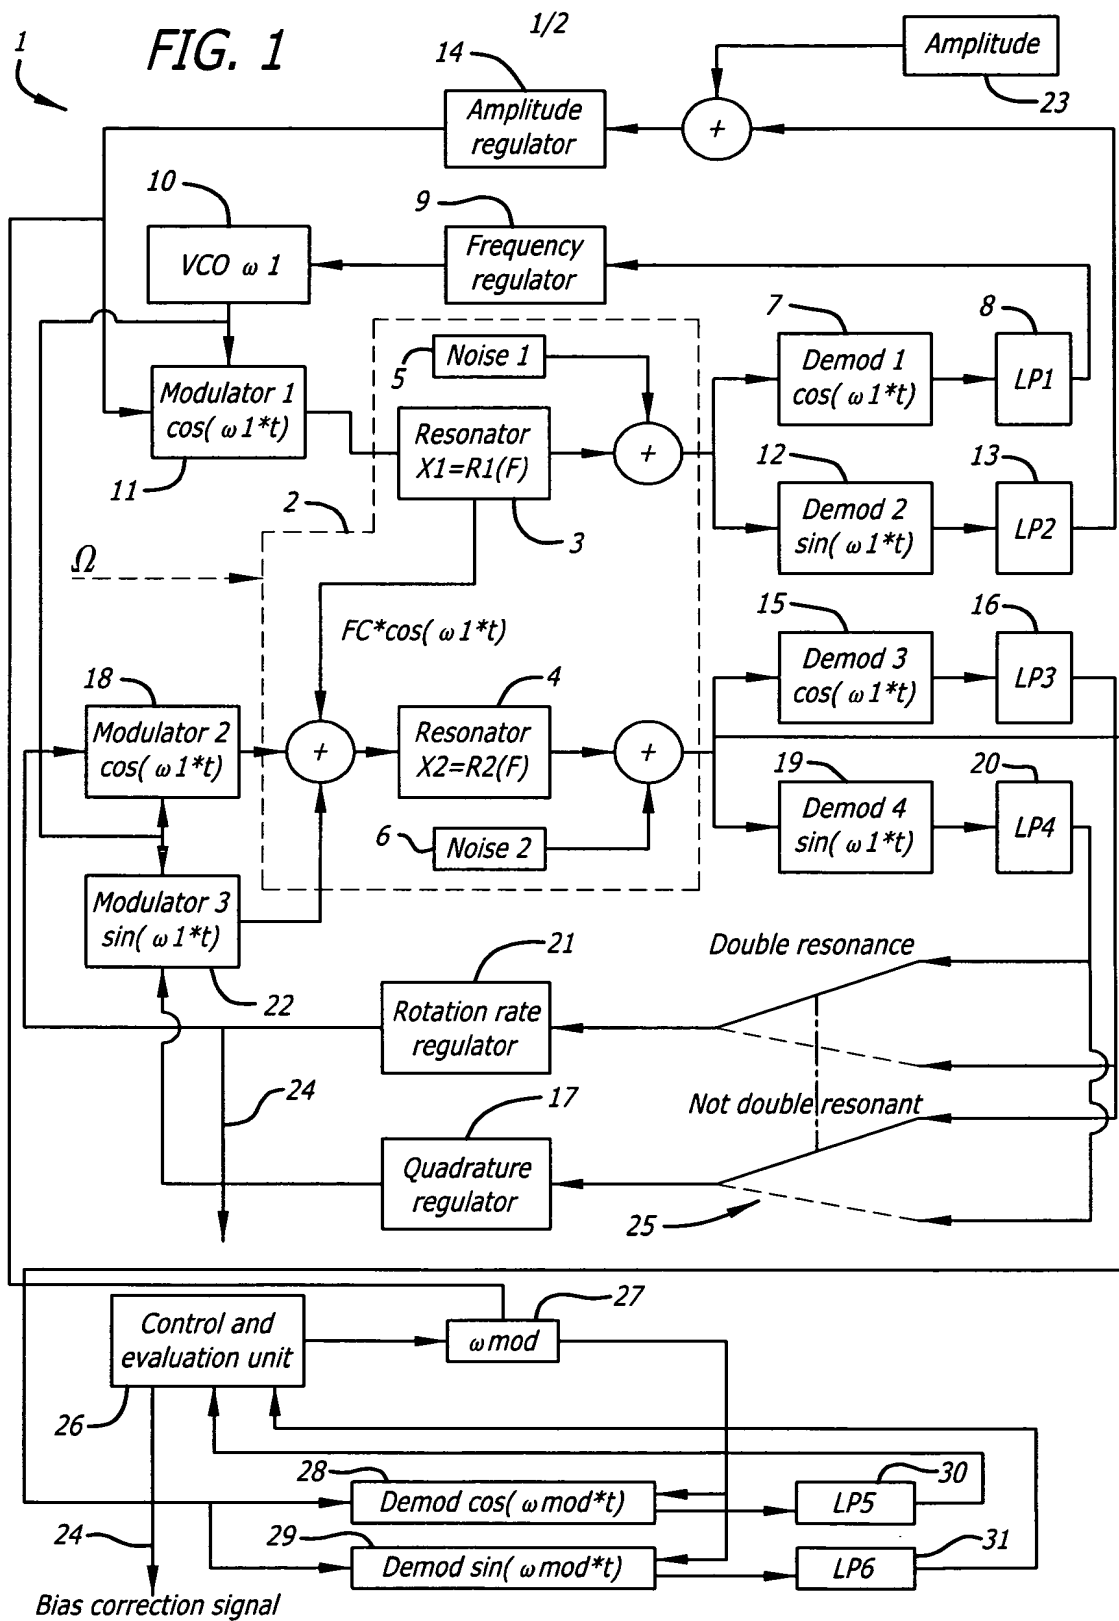 1/2
FIG. 1
1
14
Amplitude
23
Amplitude
regulator
+
10
9
VCO ω 1
Frequency
regulator
5
Noise 1
7
8
Demod 1
cos( ω 1*t)
LP1
Modulator 1
cos( ω 1*t)
11
Resonator
X1=R1(F)
3
+
2
12
13
Demod 2
sin( ω 1*t)
LP2
Ω
FC*cos( ω 1*t)
15
16
Demod 3
cos( ω 1*t)
LP3
18
4
Modulator 2
cos( ω 1*t)
+
Resonator
X2=R2(F)
+
19
20
Demod 4
sin( ω 1*t)
LP4
6
Noise 2
Modulator 3
sin( ω 1*t)
22
21
Double resonance
Rotation rate
regulator
24
17
Not double resonant
Quadrature
regulator
25
27
Control and
evaluation unit
ω mod
26
28
30
Demod cos( ω mod*t)
LP5
24
29
31
Demod sin( ω mod*t)
LP6
Bias correction signal